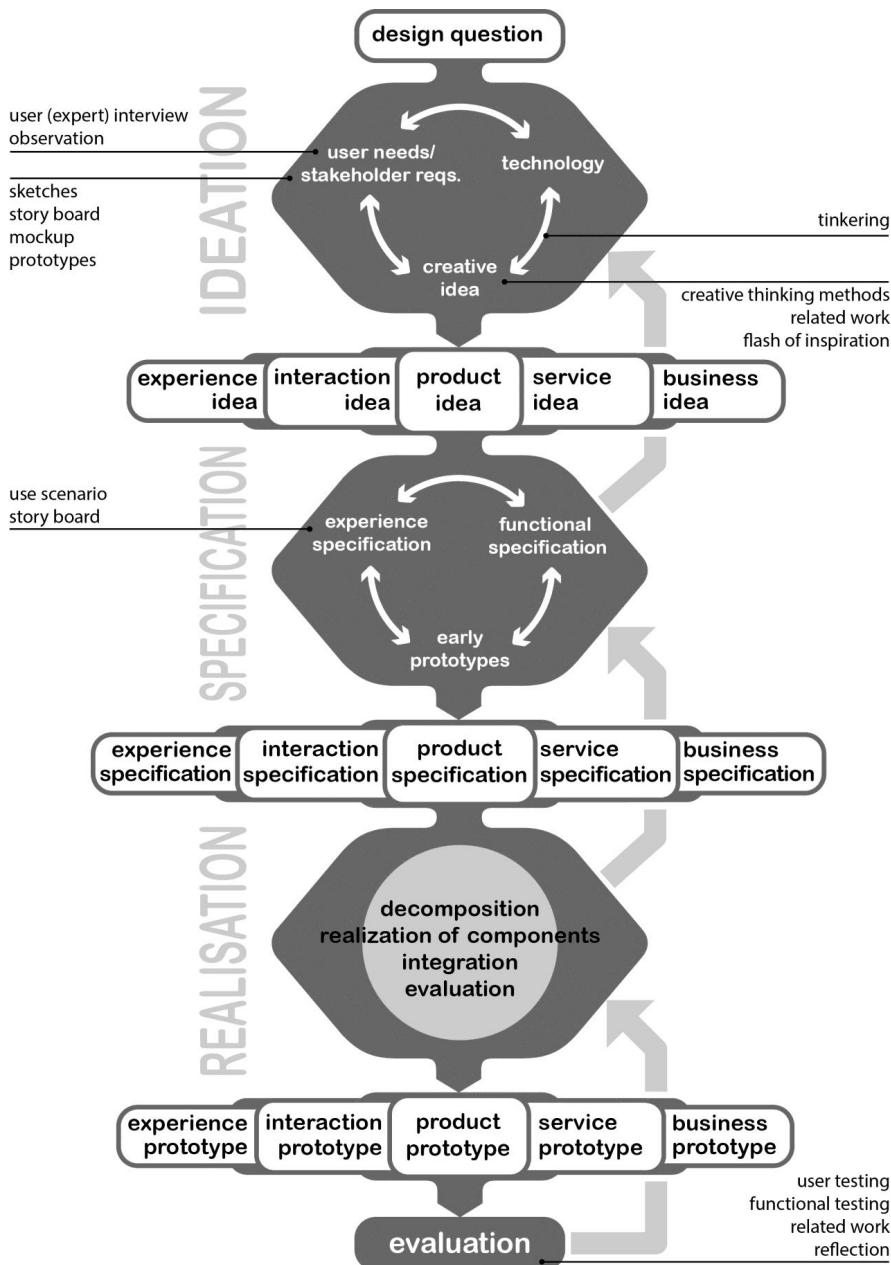 design question
IDEATION
user (expert) interview
observation
user needs/
stakeholder reqs.
technology
sketches
story board
mockup
prototypes
tinkering
creative
idea
creative thinking methods
related work
flash of inspiration
experience
idea
interaction
idea
product
idea
service
idea
business
idea
SPECIFICATION
use scenario
story board
experience
specification
functional
specification
early
prototypes
experience
specification
interaction
specification
product
specification
service
specification
business
specification
REALISATION
decomposition
realization of components
integration
evaluation
experience
prototype
interaction
prototype
product
prototype
service
prototype
business
prototype
evaluation
user testing
functional testing
related work
reflection